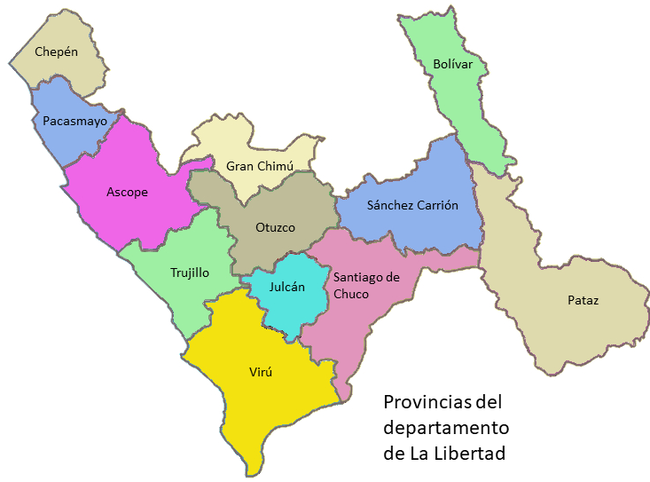 Chepén
Bolívar
Pacasmayo
Gran Chimú
Ascope
Sánchez Carrión
Otuzco
Trujillo
Julcán
Santiago de
Chuco
Pataz
Virú
Provincias del
departamento
de La Libertad